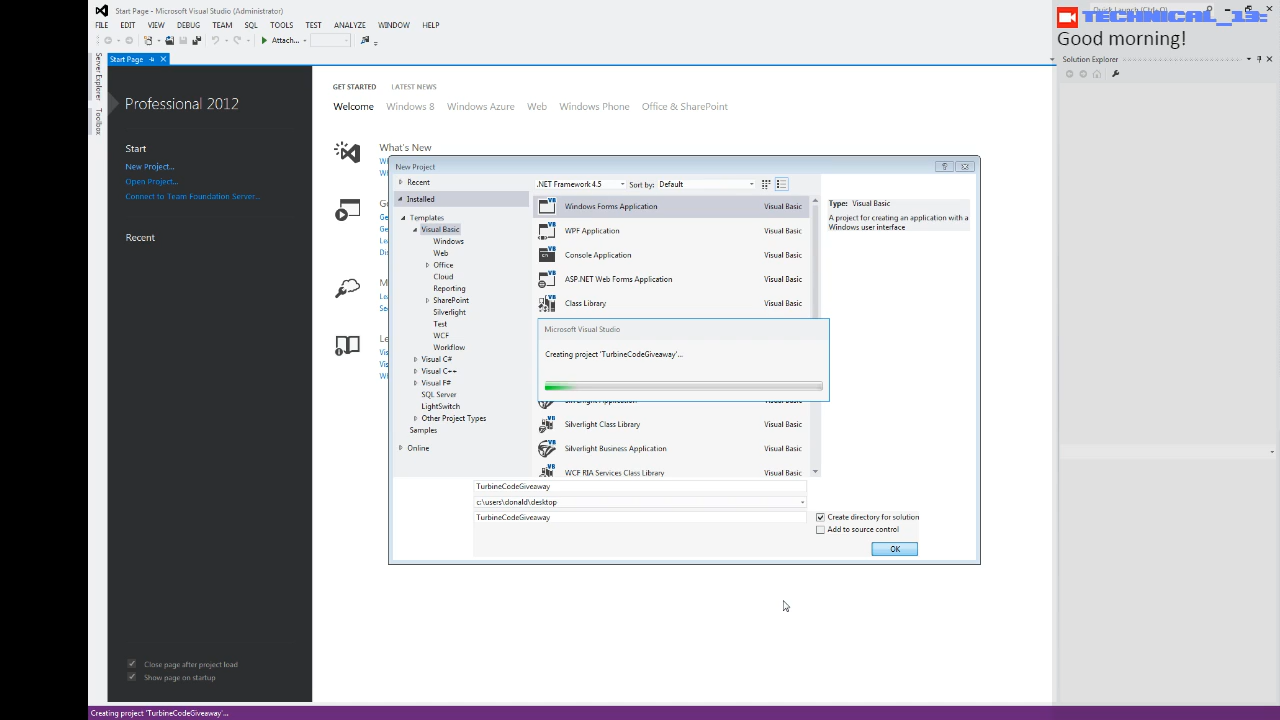 Start Page - Microsoft Visual Studio (Administrator)
FILE EDIT VIEW DEBUG TEAM SQL TOOLS TEST ANALYZE WINDOW HELP
Attach...
TECHNICAL_13:
Good morning!
Solution Explorer
Server Explorer
Toolbox
Start Page
Professional 2012
Start
New Project...
Open Project...
Connect to Team Foundation Server...
Recent
Close page after project load
Show page on startup
GET STARTED LATEST NEWS
Welcome Windows 8 Windows Azure Web Windows Phone Office & SharePoint
What's New
New Project
Recent
Installed
Templates
Visual Basic
Windows
Web
Office
Cloud
Reporting
SharePoint
Silverlight
Test
WCF
Workflow
Visual C#
Visual C++
Visual F#
SQL Server
LightSwitch
Other Project Types
Samples
Online
.NET Framework 4.5 Sort by: Default
Windows Forms Application Visual Basic
WPF Application Visual Basic
Console Application Visual Basic
ASP.NET Web Forms Application Visual Basic
Class Library Visual Basic
Microsoft Visual Studio
Creating project 'TurbineCodeGiveaway'...
Silverlight Class Library Visual Basic
Silverlight Business Application Visual Basic
WCF RIA Services Class Library Visual Basic
Type: Visual Basic
A project for creating an application with a
Windows user interface
TurbineCodeGiveaway
c:\users\donald\desktop
TurbineCodeGiveaway
Create directory for solution
Add to source control
OK
Creating project 'TurbineCodeGiveaway'...